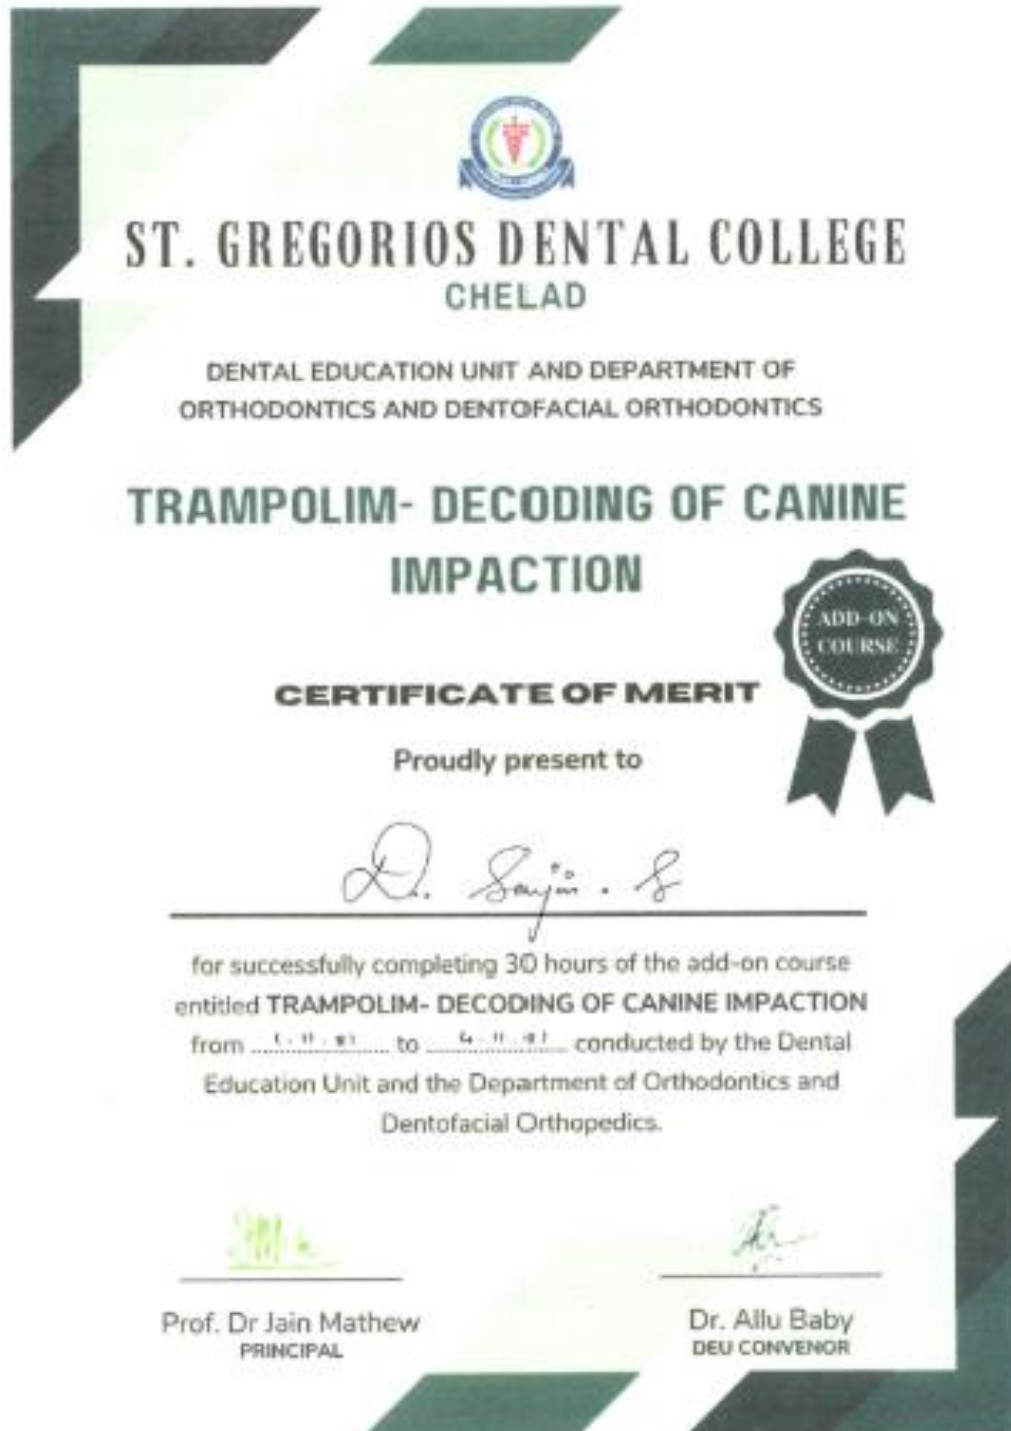 ST. GREGORIOS DENTAL COLLEGE
CHELAD
DENTAL EDUCATION UNIT AND DEPARTMENT OF
ORTHODONTICS AND DENTOFACIAL ORTHODONTICS
TRAMPOLIM- DECODING OF CANINE
IMPACTION
ADD-ON
COURSE
CERTIFICATE OF MERIT
Proudly present to
Dr. Sanjin. S
for successfully completing 30 hours of the add-on course
entitled TRAMPOLIM- DECODING OF CANINE IMPACTION
from to conducted by the Dental
Education Unit and the Department of Orthodontics and
Dentofacial Orthopedics.
Prof. Dr Jain Mathew
PRINCIPAL
Dr. Allu Baby
DEU CONVENOR